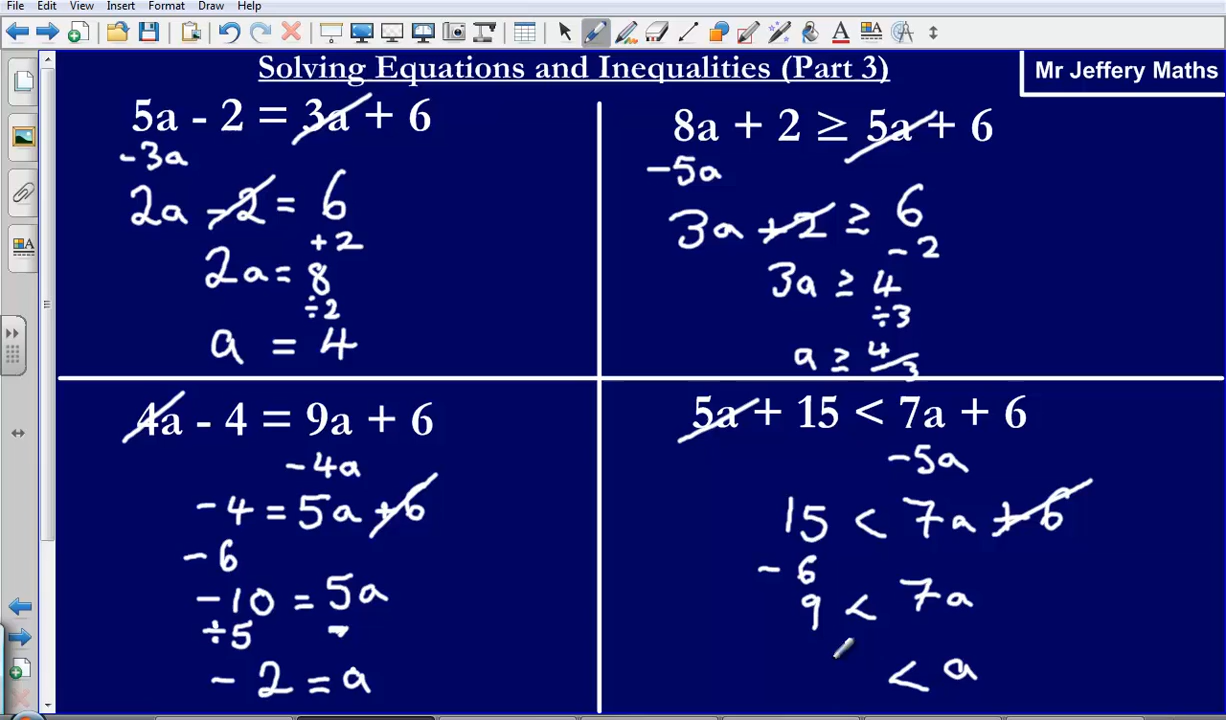 File Edit View Insert Format Draw Help
Solving Equations and Inequalities (Part 3)
Mr Jeffery Maths
5a - 2 = 3a + 6
-3a
2a - 2 = 6
+2
2a = 8
÷2
a = 4
8a + 2 ≥ 5a + 6
-5a
3a + 2 ≥ 6
-2
3a ≥ 4
÷3
a ≥ 4/3
4a - 4 = 9a + 6
-4a
-4 = 5a + 6
-6
-10 = 5a
÷5
-2 = a
5a + 15 < 7a + 6
-5a
15 < 7a + 6
-6
9 < 7a
< a